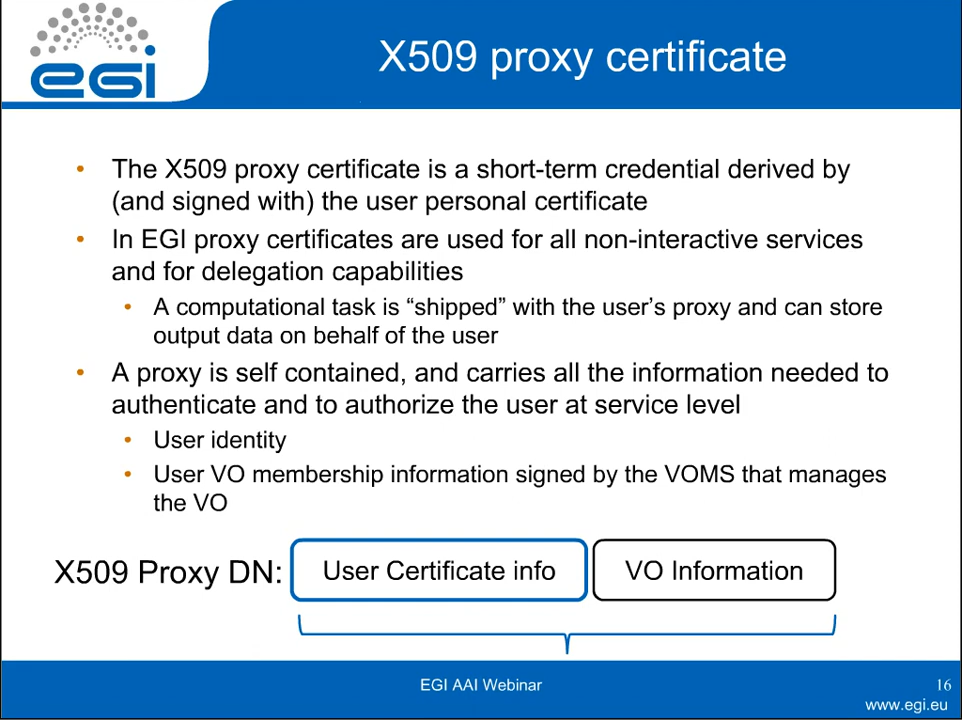 egi
X509 proxy certificate
• The X509 proxy certificate is a short-term credential derived by
(and signed with) the user personal certificate
• In EGI proxy certificates are used for all non-interactive services
and for delegation capabilities
• A computational task is “shipped” with the user’s proxy and can store
output data on behalf of the user
• A proxy is self contained, and carries all the information needed to
authenticate and to authorize the user at service level
• User identity
• User VO membership information signed by the VOMS that manages
the VO
X509 Proxy DN: User Certificate info VO Information
EGI AAI Webinar 16
www.egi.eu